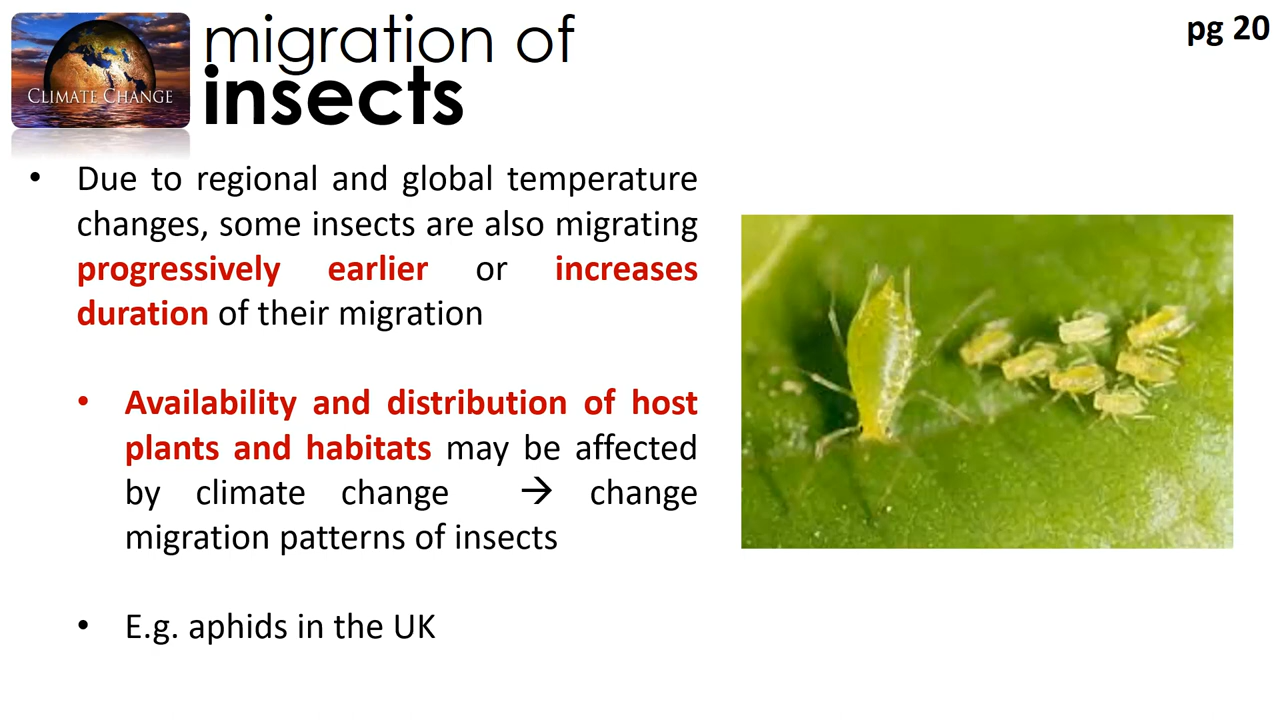 CLIMATE CHANGE
migration of
insects
pg 20
• Due to regional and global temperature
changes, some insects are also migrating
progressively earlier or increases
duration of their migration
• Availability and distribution of host
plants and habitats may be affected
by climate change → change
migration patterns of insects
• E.g. aphids in the UK